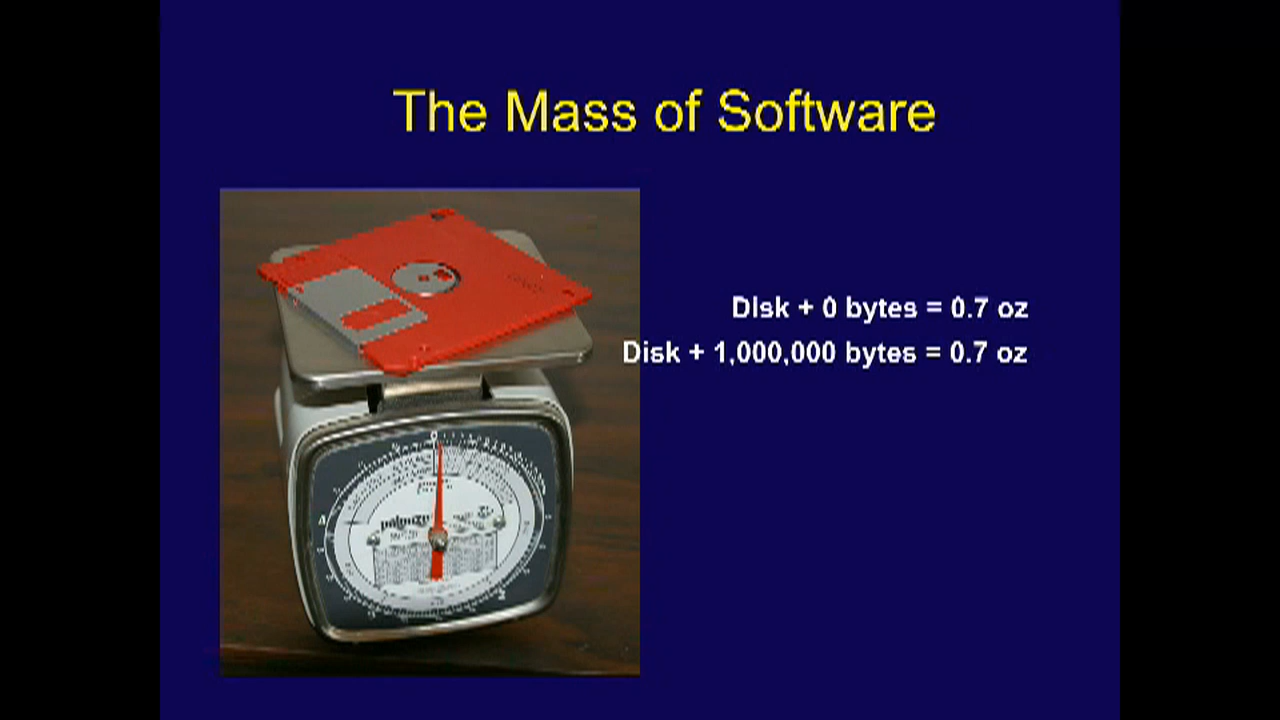 The Mass of Software
Disk + 0 bytes = 0.7 oz
Disk + 1,000,000 bytes = 0.7 oz